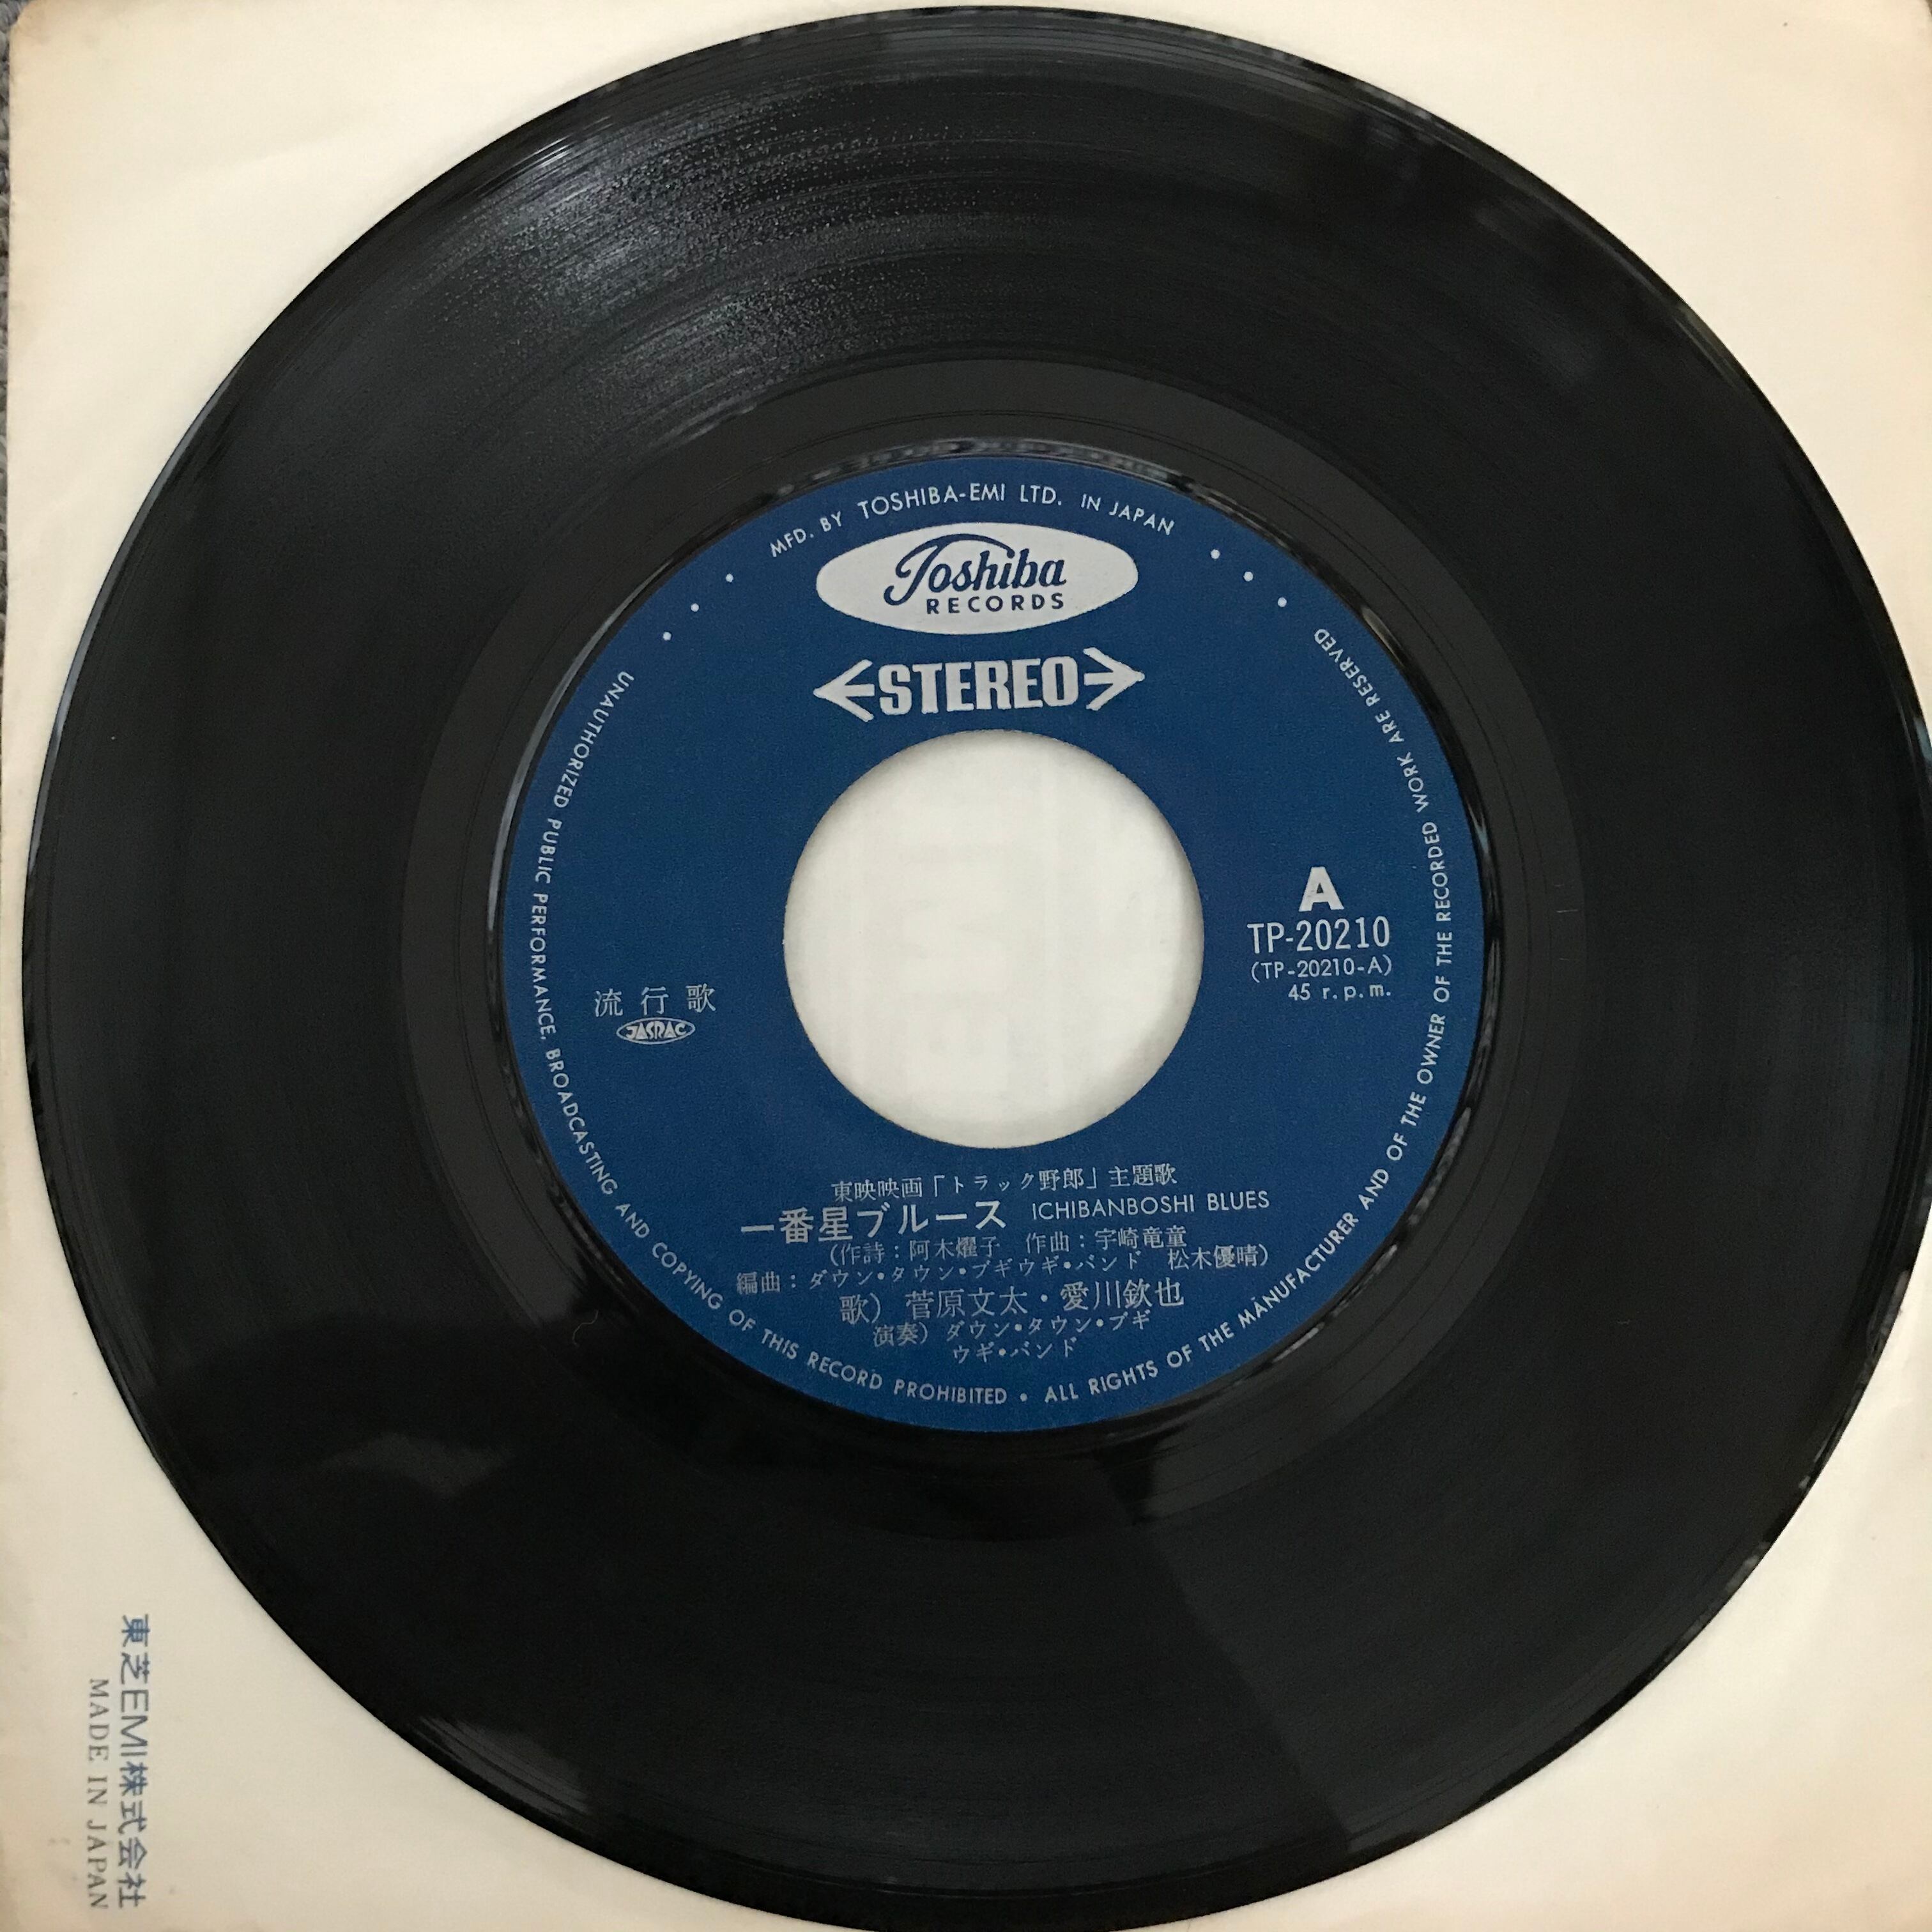 MFD. BY TOSHIBA-EMI LTD. IN JAPAN
Toshiba
RECORDS
STEREO
A
TP-20210
(TP-20210-A)
45 r.p.m.
流行歌
JASRAC
東映映画「トラック野郎」主題歌
一番星ブルース ICHIBANBOSHI BLUES
(作詩:阿木燿子 作曲:宇崎竜童
編曲:ダウン・タウン・ブギウギ・バンド 松木優晴)
歌) 菅原文太・愛川欽也
演奏) ダウン・タウン・ブギ
ウギ・バンド
UNAUTHORIZED PUBLIC PERFORMANCE, BROADCASTING AND COPYING OF THIS RECORD PROHIBITED • ALL RIGHTS OF THE MANUFACTURER AND OF THE OWNER OF THE RECORDED WORK ARE RESERVED
東芝EMI株式会社
MADE IN JAPAN